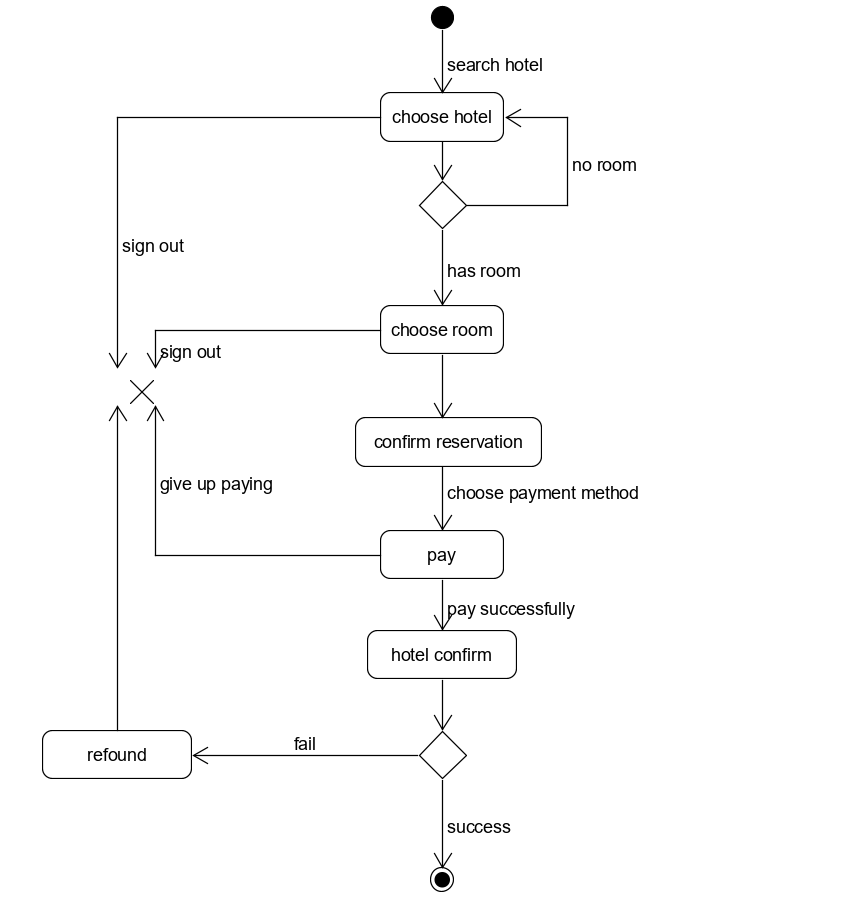 search hotel
choose hotel
no room
sign out
has room
choose room
sign out
confirm reservation
give up paying
choose payment method
pay
pay successfully
hotel confirm
fail
refound
success